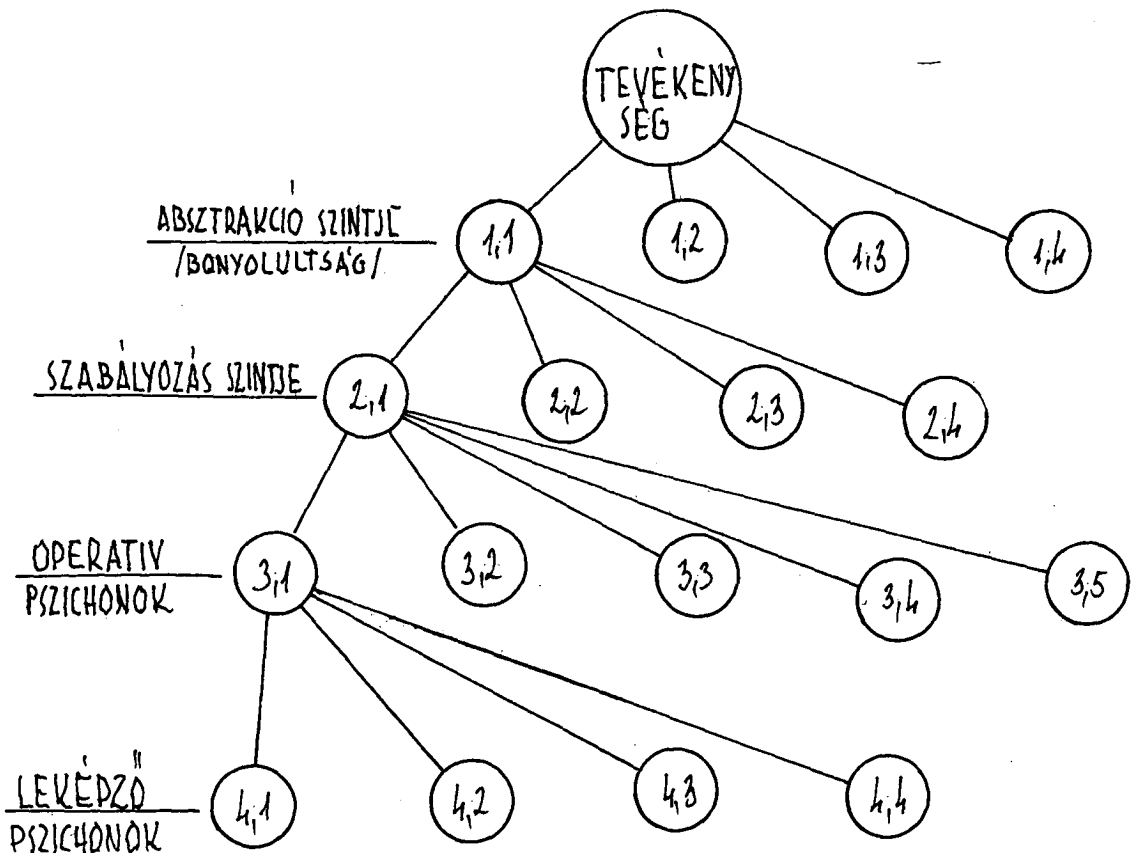 TEVÉKENY
SÉG
ABSZTRAKCIÓ SZINTJE
/BONYOLULTSÁG/
1,1
1,2
1,3
1,4
SZABÁLYOZÁS SZINTJE
2,1
2,2
2,3
2,4
OPERATIV
PSZICHONOK
3,1
3,2
3,3
3,4
3,5
LEKÉPZŐ
PSZICHONOK
4,1
4,2
4,3
4,4